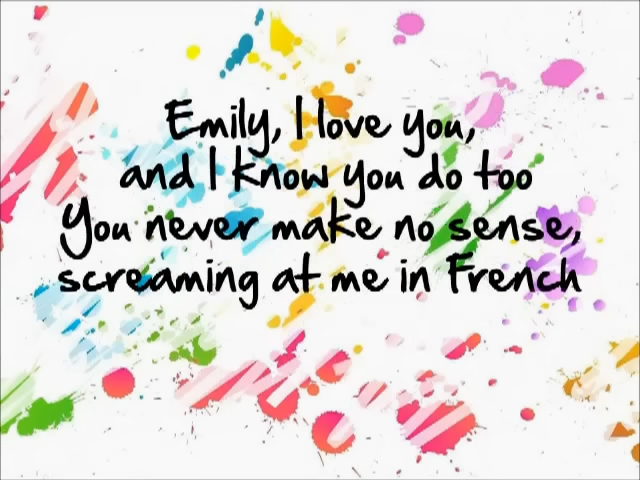 Emily, I love you,
and I know you do too
You never make no sense,
screaming at me in French